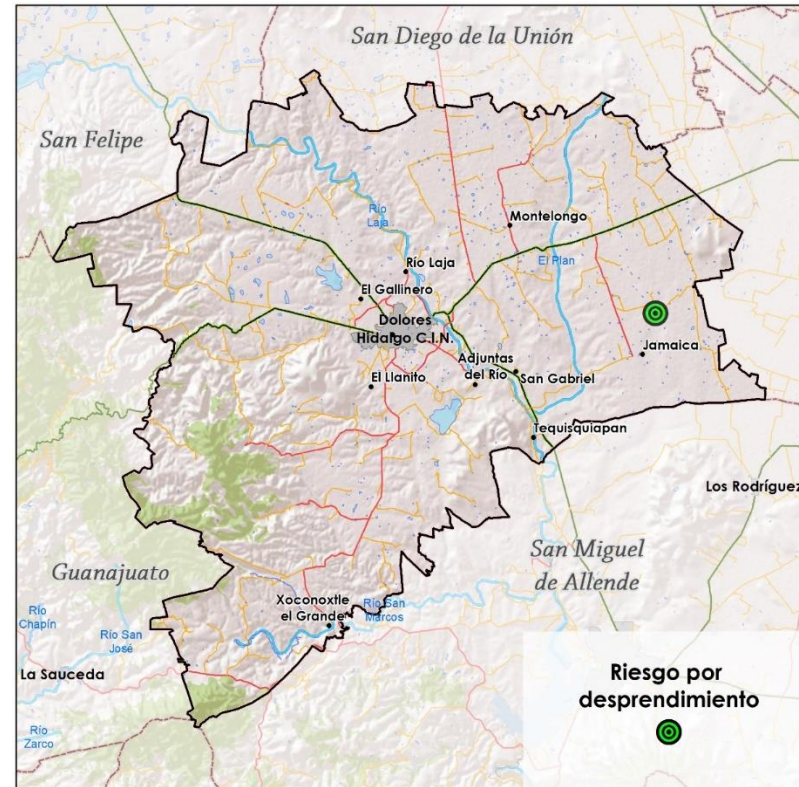 San Diego de la Unión
San Felipe
Río
Laja
Montelongo
El Plan
Río Laja
El Gallinero
Dolores
Hidalgo C.I.N.
Jamaica
Adjuntas
del Río
San Gabriel
El Llanito
Tequisquiapan
Los Rodríguez
San Miguel
de Allende
Guanajuato
Xoconoxtle
el Grande
Río San
Marcos
Río
Chapín
Río San
José
La Sauceda
Río
Zarco
Riesgo por
desprendimiento